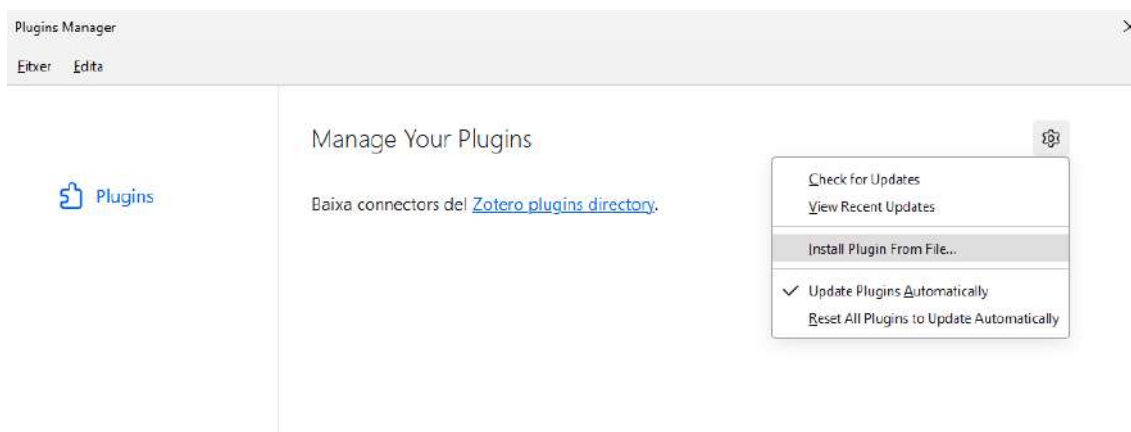 Plugins Manager
Fitxer Edita
Plugins
Manage Your Plugins
Baixa connectors del Zotero plugins directory.
Check for Updates
View Recent Updates
Install Plugin From File...
Update Plugins Automatically
Reset All Plugins to Update Automatically